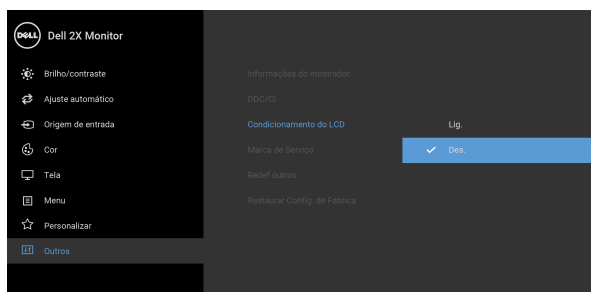 DELL Dell 2X Monitor
Brilho/contraste
Informações do mostrador
Ajuste automático
DDC/CI
Origem de entrada
Condicionamento do LCD
Lig.
Cor
Marca de Serviço
Des.
Tela
Redef outros
Menu
Restaurar Config. de Fábrica
Personalizar
Outros